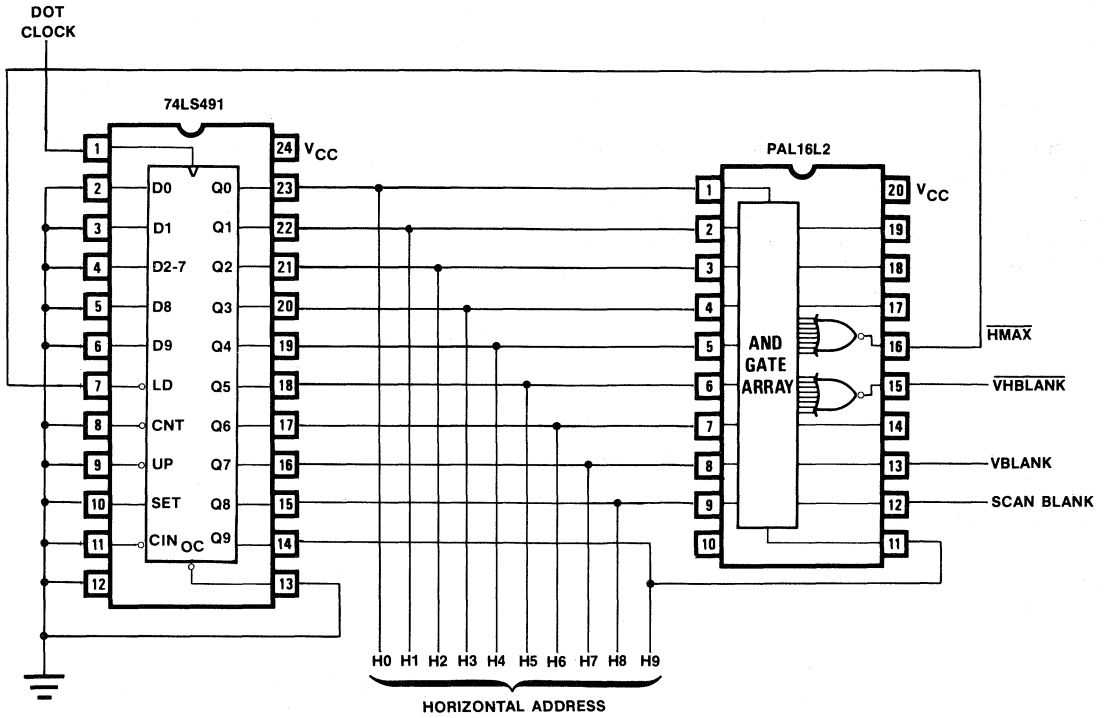 DOT
CLOCK
74LS491
1
24 VCC
2 D0 Q0 23
3 D1 Q1 22
4 D2-7 Q2 21
5 D8 Q3 20
6 D9 Q4 19
7 LD Q5 18
8 CNT Q6 17
9 UP Q7 16
10 SET Q8 15
11 CIN OC Q9 14
12 13
PAL16L2
1 20 VCC
2 19
3 18
4 17
5 16 HMAX
6 15 VHBLANK
7 14
8 13 VBLANK
9 12 SCAN BLANK
10 11
AND
GATE
ARRAY
H0 H1 H2 H3 H4 H5 H6 H7 H8 H9
HORIZONTAL ADDRESS